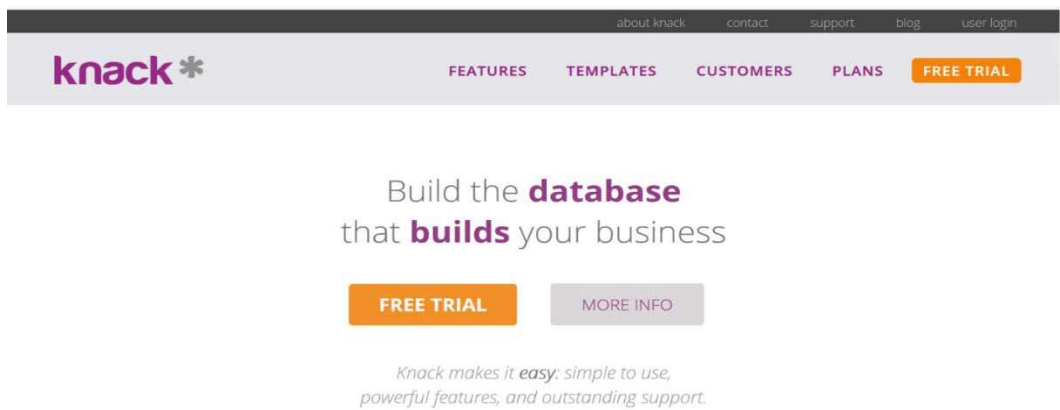 about knack contact support blog user login
knack* FEATURES TEMPLATES CUSTOMERS PLANS FREE TRIAL
Build the database
that builds your business
FREE TRIAL MORE INFO
Knack makes it easy: simple to use,
powerful features, and outstanding support.